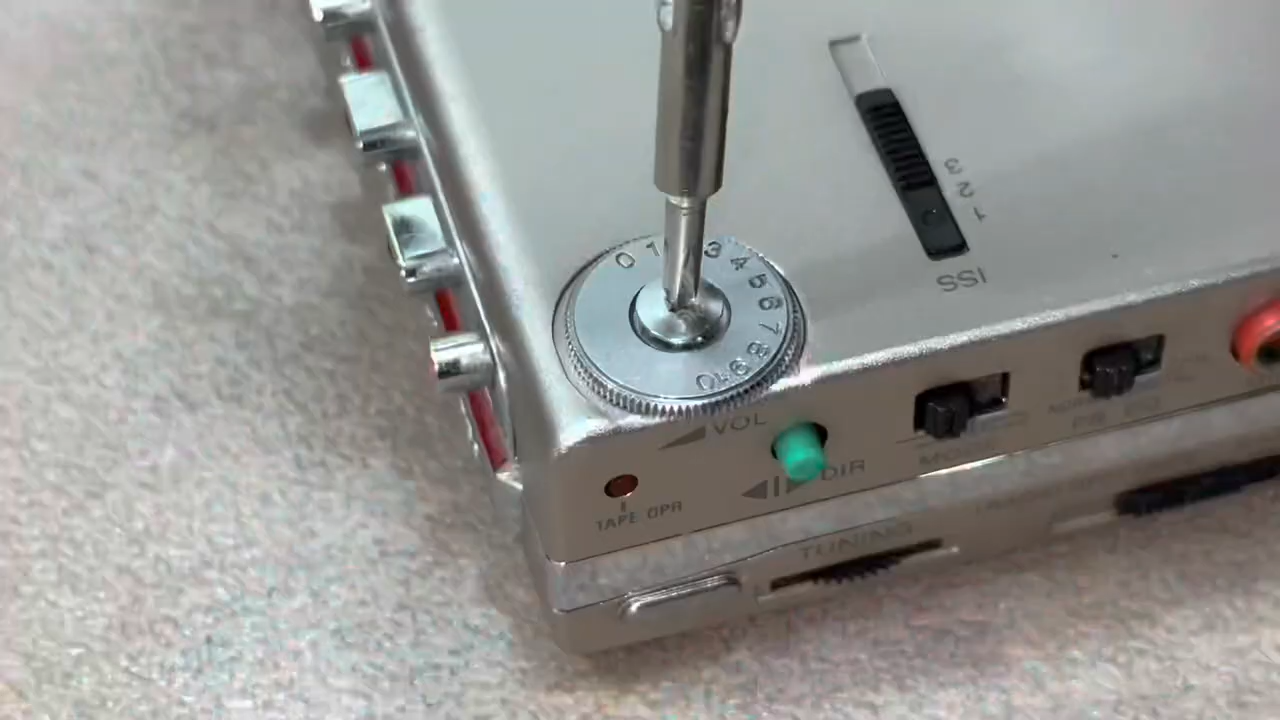 0 1 3 4 5 6 7 8 9 10
1 2 3
ISS
VOL
DIR
TAPE OPR
TUNING